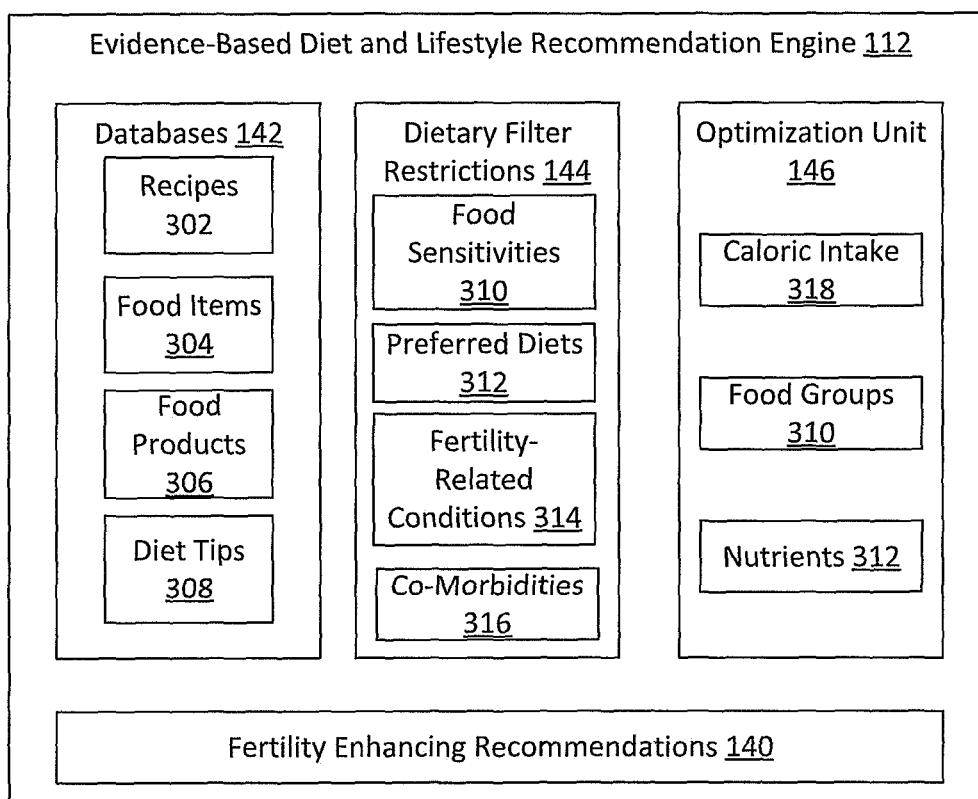 Evidence-Based Diet and Lifestyle Recommendation Engine 112
Databases 142
Recipes
302
Food Items
304
Food
Products
306
Diet Tips
308
Dietary Filter
Restrictions 144
Food
Sensitivities
310
Preferred Diets
312
Fertility-
Related
Conditions 314
Co-Morbidities
316
Optimization Unit
146
Caloric Intake
318
Food Groups
310
Nutrients 312
Fertility Enhancing Recommendations 140